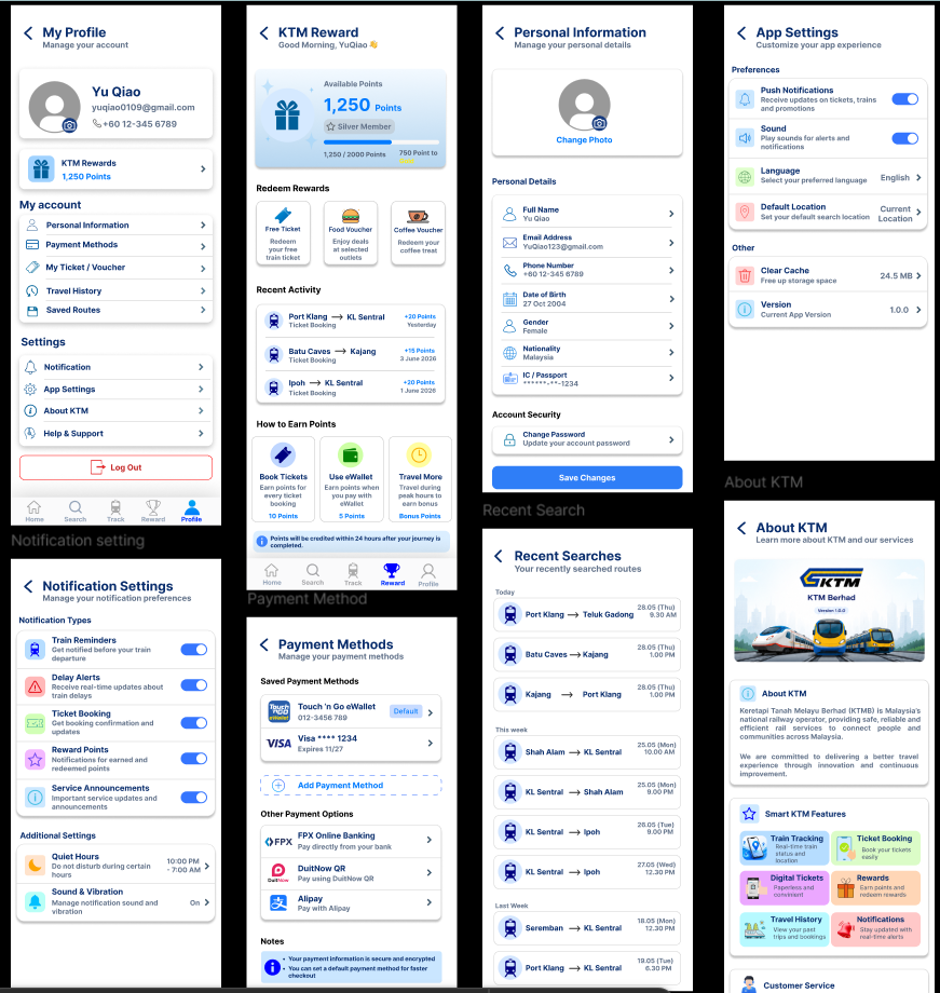 My Profile
Manage your account
Yu Qiao
yuqiao0109@gmail.com
+60 12-345 6789
KTM Rewards
1,250 Points
My account
Personal Information
Payment Methods
My Ticket / Voucher
Travel History
Saved Routes
Settings
Notification
App Settings
About KTM
Help & Support
Log Out
Home
Search
Track
Reward
Profile
KTM Reward
Good Morning, YuQiao 👋
Available Points
1,250 Points
Silver Member
1,250 / 2000 Points
750 Point to
Redeem Rewards
Free Ticket
Redeem
your free
train ticket
Food Voucher
Enjoy deals
at selected
outlets
Coffee Voucher
Redeem your
coffee treat
Recent Activity
Port Klang → KL Sentral
Ticket Booking
+20 Points
Yesterday
Batu Caves → Kajang
Ticket Booking
+15 Points
3 June 2026
Ipoh → KL Sentral
Ticket Booking
+20 Points
1 June 2026
How to Earn Points
Book Tickets
Earn points for
every ticket
booking
10 Points
Use eWallet
Earn points when
you pay with
eWallet
5 Points
Travel More
Travel during
peak hours to
earn bonus
Bonus Points
Points will be credited within 24 hours after your journey is
completed.
Home
Search
Track
Reward
Profile
Personal Information
Manage your personal details
Change Photo
Personal Details
Full Name
Yu Qiao
Email Address
YuQiao123@gmail.com
Phone Number
+60 12-345 6789
Date of Birth
27 Oct 2004
Gender
Female
Nationality
Malaysia
IC / Passport
******-**-1234
Account Security
Change Password
Update your account password
Save Changes
App Settings
Customize your app experience
Preferences
Push Notifications
Receive updates on tickets, trains
and promotions
Sound
Play sounds for alerts and
notifications
Language
Select your preferred language
English
Default Location
Set your default search location
Current
Location
Other
Clear Cache
Free up storage space
24.5 MB
Version
Current App Version
1.0.0
Notification setting
Notification Settings
Manage your notification preferences
Notification Types
Train Reminders
Get notified before your train
departure
Delay Alerts
Receive real-time updates about
train delays
Ticket Booking
Get booking confirmation and
updates
Reward Points
Notifications for earned and
redeemed points
Service Announcements
Important service updates and
announcements
Additional Settings
Quiet Hours
Do not disturb during certain
hours
10:00 PM
- 7:00 AM
Sound & Vibration
Manage notification sound and
vibration
On
Payment Method
Payment Methods
Manage your payment methods
Saved Payment Methods
Touch 'n Go eWallet
012-3456 789
Default
VISA
Visa **** 1234
Expires 11/27
Add Payment Method
Other Payment Options
FPX
FPX Online Banking
Pay directly from your bank
DuitNow
DuitNow QR
Pay using DuitNow QR
Alipay
Pay with Alipay
Notes
• Your payment information is secure and encrypted
• You can set a default payment method for faster
checkout
Recent Search
Recent Searches
Your recently searched routes
Today
Port Klang → Teluk Gadong
28.05 (Thu)
9.30 AM
Batu Caves → Kajang
28.05 (Thu)
1.00 PM
Kajang → Port Klang
28.05 (Thu)
1.00 PM
This week
Shah Alam → KL Sentral
25.05 (Mon)
10.00 AM
KL Sentral → Shah Alam
25.05 (Mon)
9.00 PM
KL Sentral → Ipoh
26.05 (Tue)
9.00 PM
KL Sentral → Ipoh
27.05 (Wed)
12.30 PM
Last Week
Seremban → KL Sentral
18.05 (Mon)
12.30 PM
Port Klang → KL Sentral
19.05 (Tue)
6.30 PM
About KTM
About KTM
Learn more about KTM and our services
KTM
KTM Berhad
Version 1.0.0
About KTM
Keretapi Tanah Melayu Berhad (KTMB) is Malaysia's
national railway operator, providing safe, reliable and
efficient rail services to connect people and
communities across Malaysia.
We are committed to delivering a better travel
experience through innovation and continuous
improvement.
Smart KTM Features
Train Tracking
Real-time train
status and
location
Ticket Booking
Book your tickets
easily
Digital Tickets
Paperless and
convenient
Rewards
Earn points and
redeem rewards
Travel History
View your past
trips and bookings
Notifications
Stay updated with
real-time alerts
Customer Service